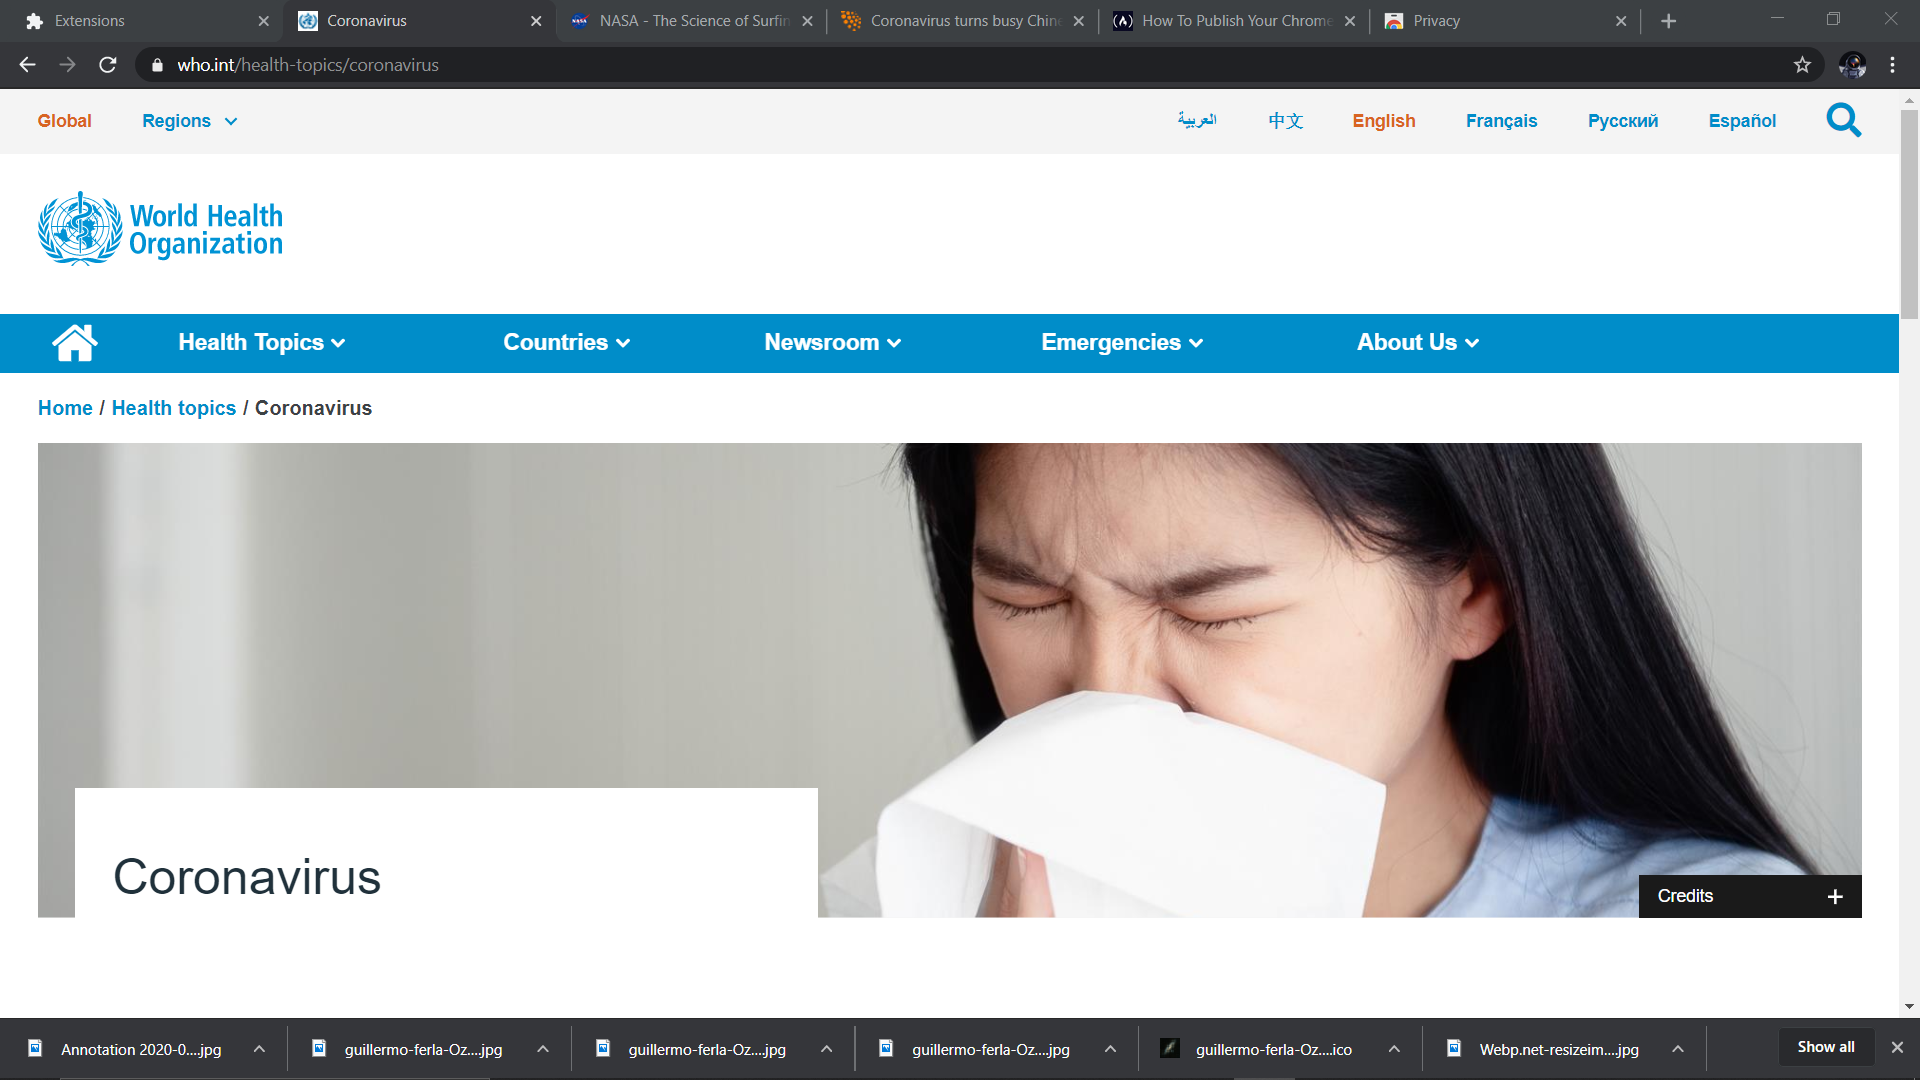 Extensions
Coronavirus
NASA - The Science of Surfin
Coronavirus turns busy Chin
How To Publish Your Chrome
Privacy
who.int/health-topics/coronavirus
Global
Regions
العربية
中文
English
Français
Русский
Español
World Health
Organization
Health Topics
Countries
Newsroom
Emergencies
About Us
Home / Health topics / Coronavirus
Coronavirus
Credits +
Annotation 2020-0....jpg
guillermo-ferla-Oz....jpg
guillermo-ferla-Oz....jpg
guillermo-ferla-Oz....jpg
guillermo-ferla-Oz....ico
Webp.net-resizeim....jpg
Show all